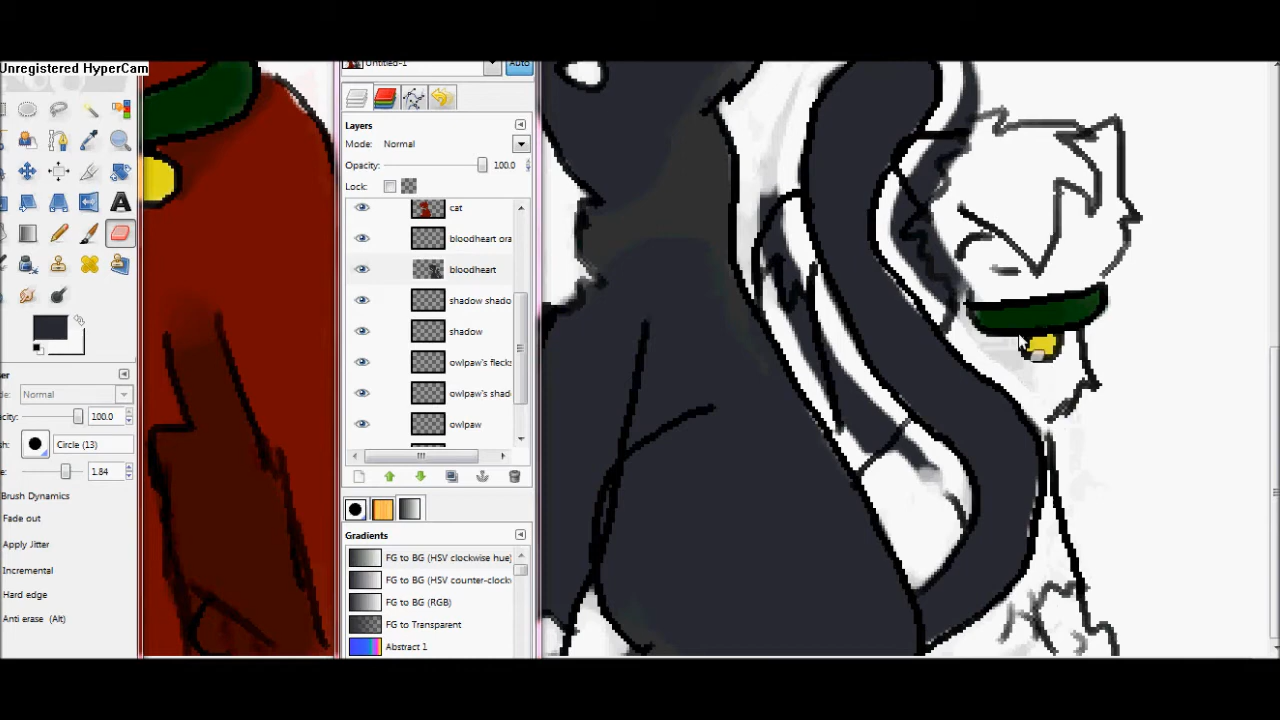 Unregistered HyperCam
Untitled-1
Auto
Layers
Mode: Normal
Opacity: 100.0
Lock:
cat
bloodheart ora
bloodheart
shadow shado
shadow
owlpaw's fleck
owlpaw's shad
owlpaw
Normal
100.0
Circle (13)
1.84
Brush Dynamics
Fade out
Apply Jitter
Incremental
Hard edge
Anti erase (Alt)
Gradients
FG to BG (HSV clockwise hue)
FG to BG (HSV counter-clock
FG to BG (RGB)
FG to Transparent
Abstract 1